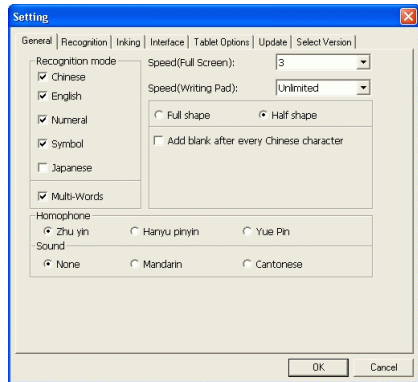 Setting
General Recognition Inking Interface Tablet Options Update Select Version
Recognition mode
Chinese
English
Numeral
Symbol
Japanese
Multi-Words
Speed(Full Screen): 3
Speed(Writing Pad): Unlimited
Full shape Half shape
Add blank after every Chinese character
Homophone
Zhu yin Hanyu pinyin Yue Pin
Sound
None Mandarin Cantonese
OK Cancel